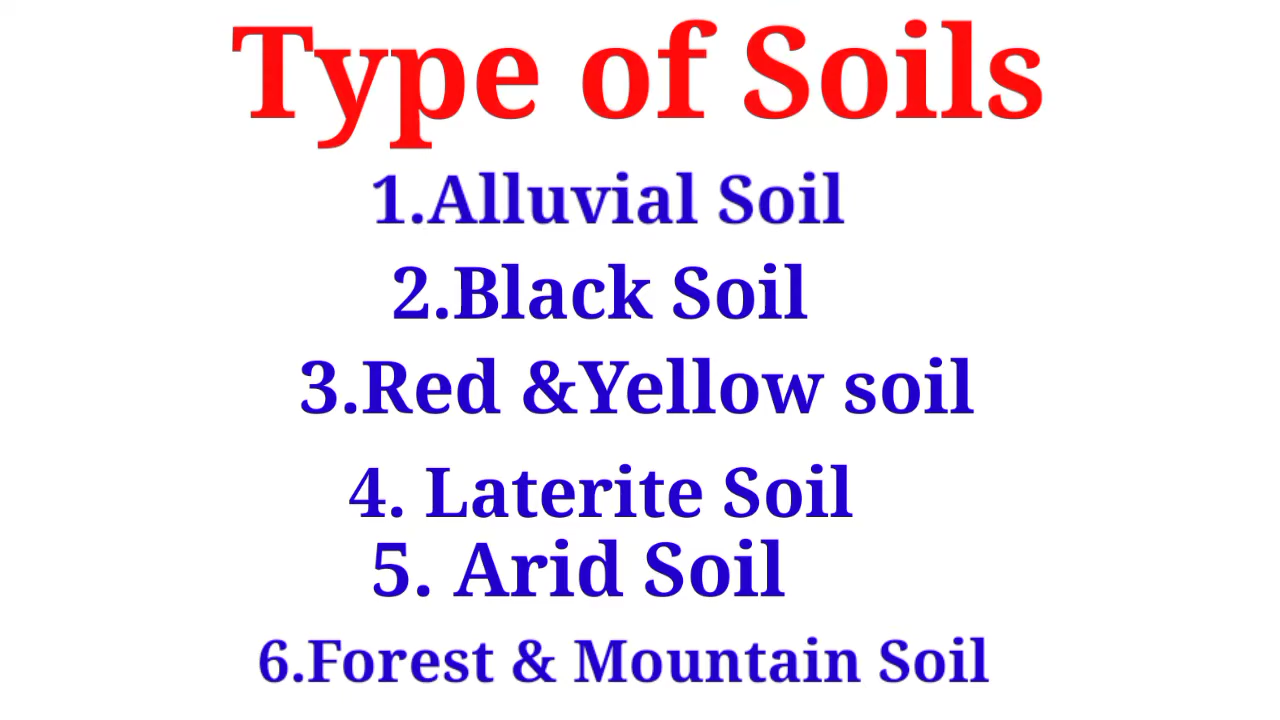 Type of Soils
1.Alluvial Soil
2.Black Soil
3.Red &Yellow soil
4. Laterite Soil
5. Arid Soil
6.Forest & Mountain Soil